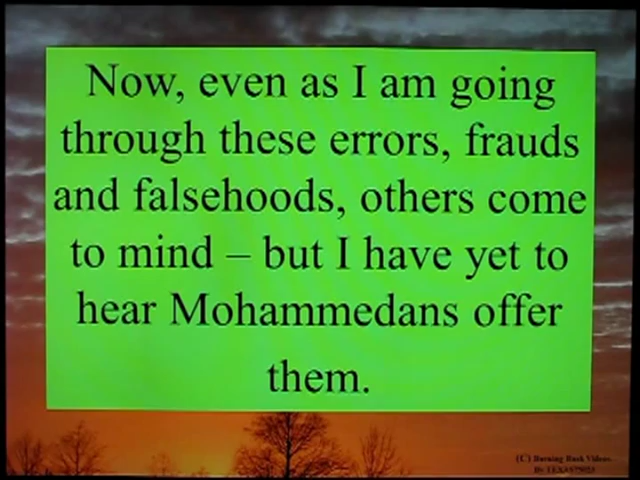 Now, even as I am going
through these errors, frauds
and falsehoods, others come
to mind – but I have yet to
hear Mohammedans offer
them.
(C) Burning Bush Videos.